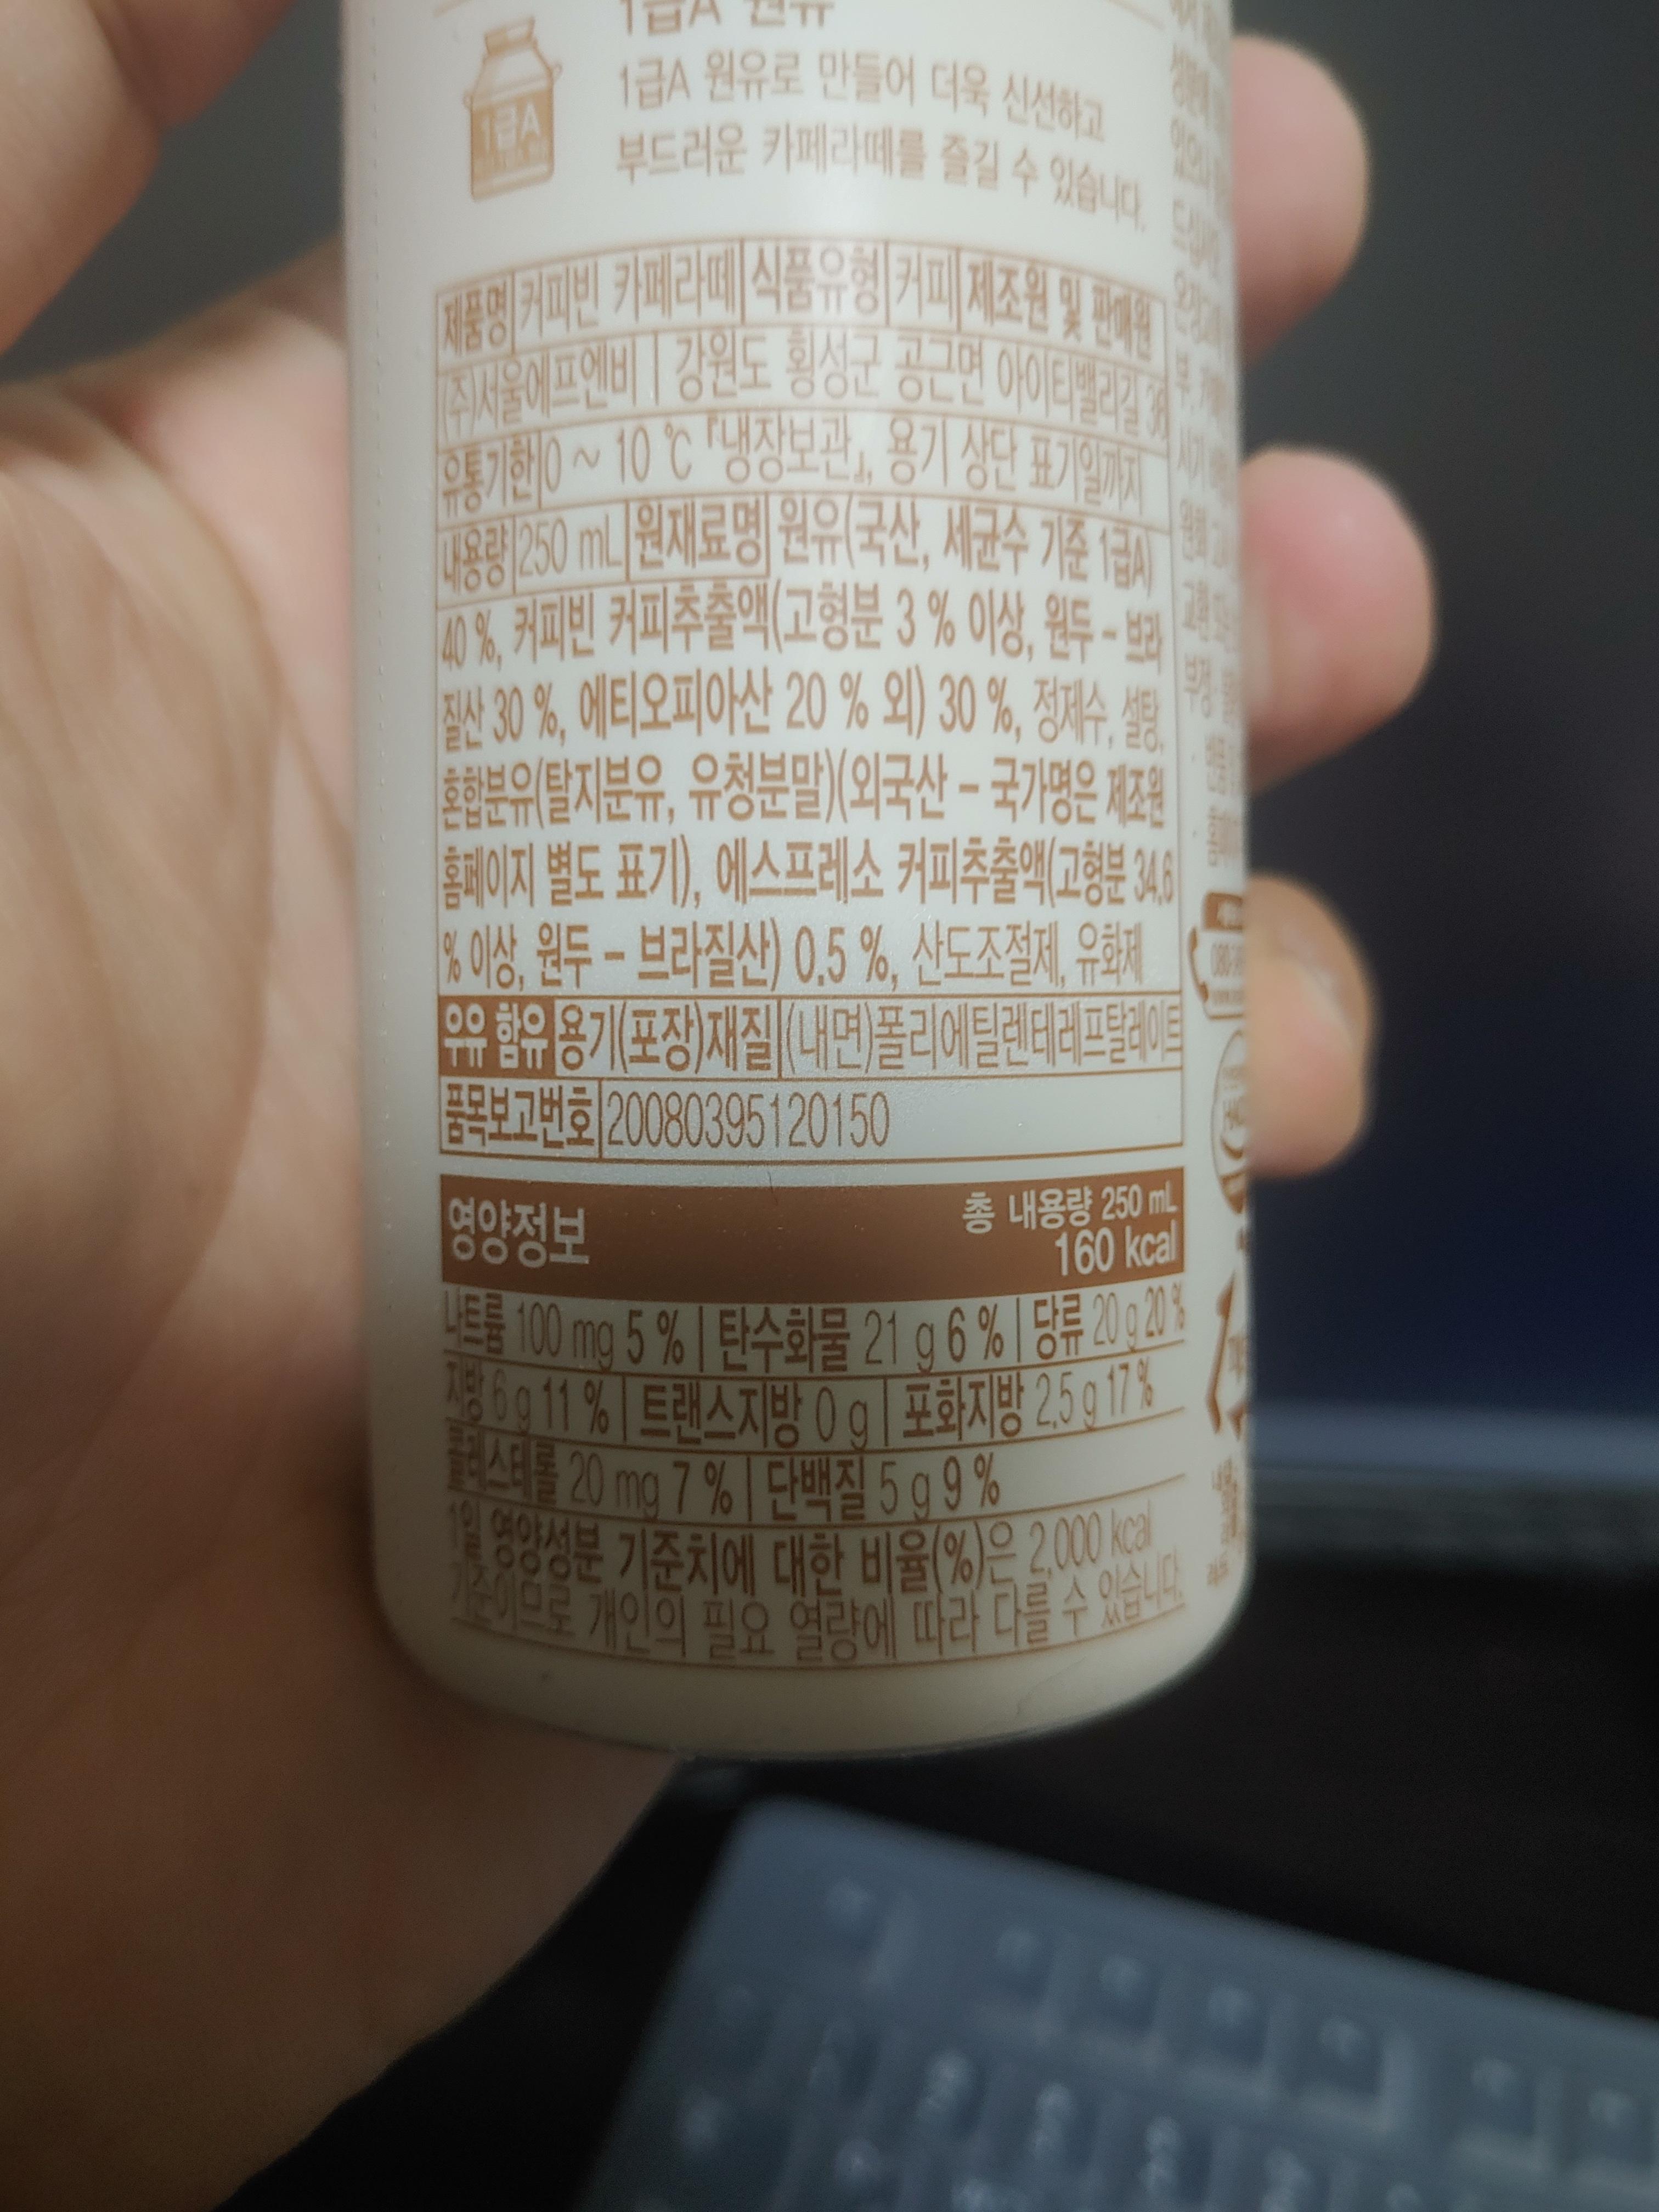 1급A 원유
1급A 원유로 만들어 더욱 신선하고
1급A
부드러운 카페라떼를 즐길 수 있습니다.
제품명 커피빈 카페라떼 식품유형 커피 제조원 및 판매원
(주)서울에프엔비 | 강원도 횡성군 공근면 아이티밸리길 36
유통기한 0 ~ 10 ℃ 『냉장보관』, 용기 상단 표기일까지
내용량 250 mL 원재료명 원유(국산, 세균수 기준 1급A)
40 %, 커피빈 커피추출액(고형분 3 % 이상, 원두 - 브라
질산 30 %, 에티오피아산 20 % 외) 30 %, 정제수, 설탕,
혼합분유(탈지분유, 유청분말)(외국산 - 국가명은 제조원
홈페이지 별도 표기), 에스프레소 커피추출액(고형분 34.6
% 이상, 원두 - 브라질산) 0.5 %, 산도조절제, 유화제
우유 함유 용기(포장)재질 (내면)폴리에틸렌테레프탈레이트
품목보고번호 20080395120150
영양정보 총 내용량 250 mL
160 kcal
나트륨 100 mg 5 % | 탄수화물 21 g 6 % | 당류 20 g 20 %
지방 6 g 11 % | 트랜스지방 0 g | 포화지방 2.5 g 17 %
콜레스테롤 20 mg 7 % | 단백질 5 g 9 %
1일 영양성분 기준치에 대한 비율(%)은 2,000 kcal
기준이므로 개인의 필요 열량에 따라 다를 수 있습니다.